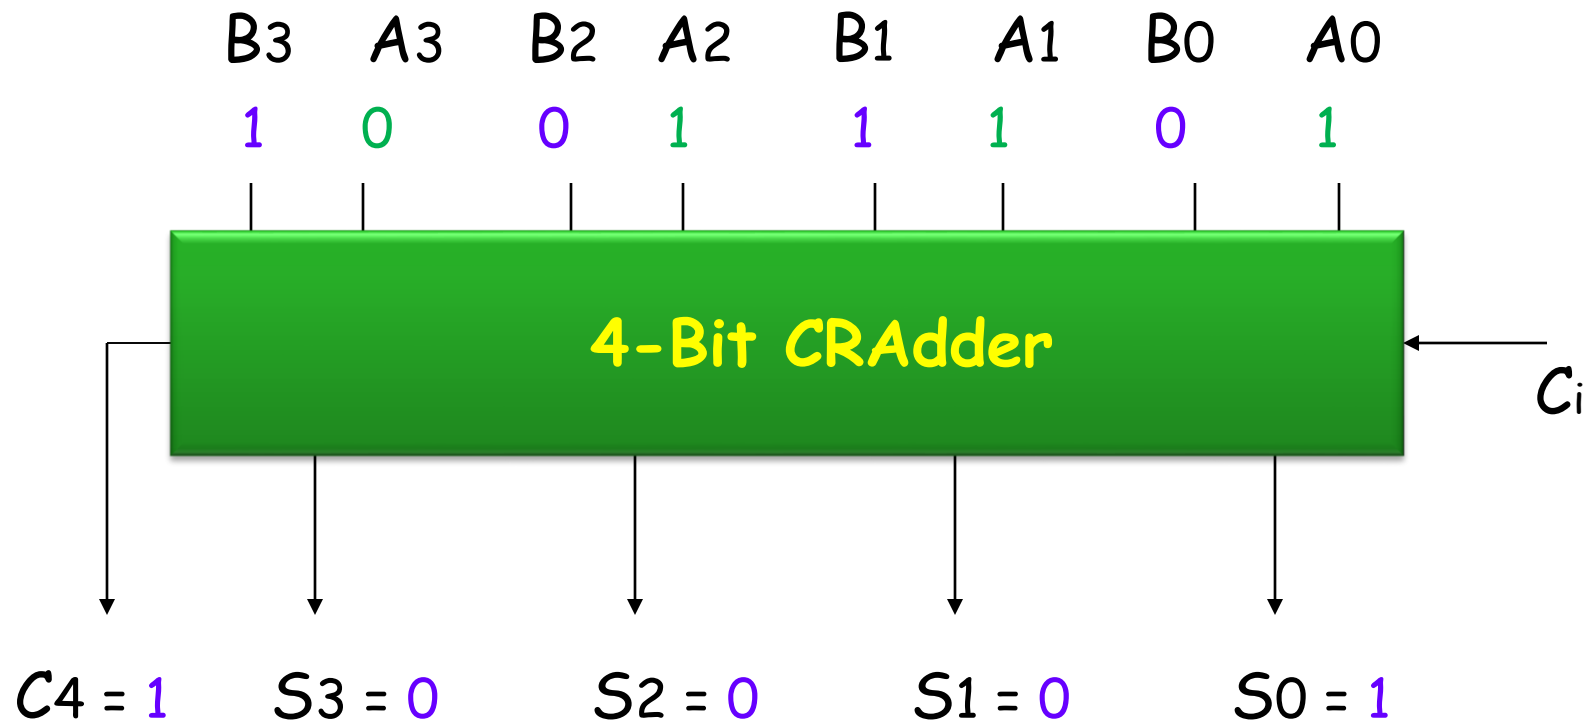 B3 A3 B2 A2 B1 A1 B0 A0
1 0 0 1 1 1 0 1
4-Bit CRAdder
Ci
C4 = 1 S3 = 0 S2 = 0 S1 = 0 S0 = 1